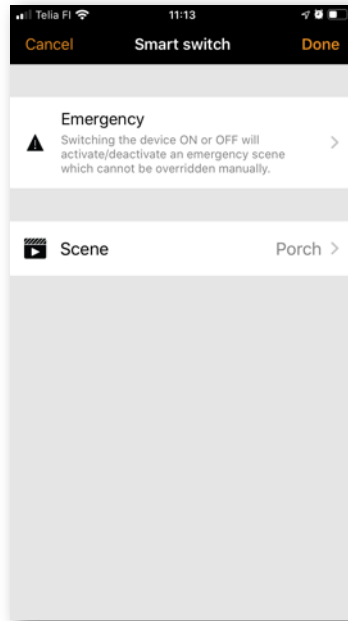 Telia FI 11:13
Cancel Smart switch Done
Emergency
Switching the device ON or OFF will
activate/deactivate an emergency scene
which cannot be overridden manually.
Scene Porch